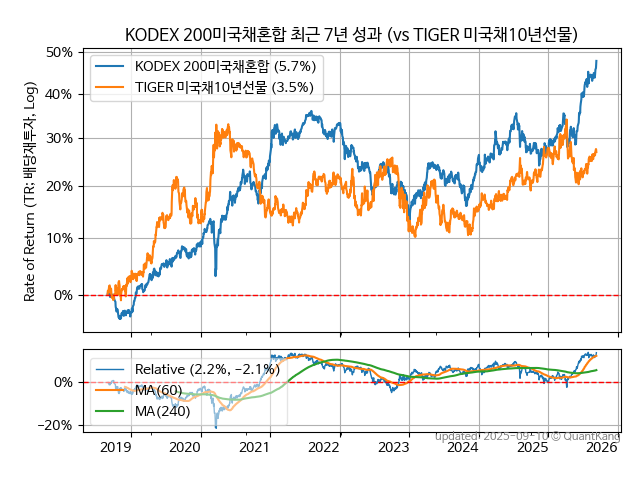 KODEX 200미국채혼합 최근 7년 성과 (vs TIGER 미국채10년선물)
50%
40%
30%
20%
10%
0%
Rate of Return (TR: 배당재투자, Log)
KODEX 200미국채혼합 (5.7%)
TIGER 미국채10년선물 (3.5%)
0%
−20%
Relative (2.2%, −2.1%)
MA(60)
MA(240)
2019 2020 2021 2022 2023 2024 2025 2026
updated: 2025-09-10 © QuantKang